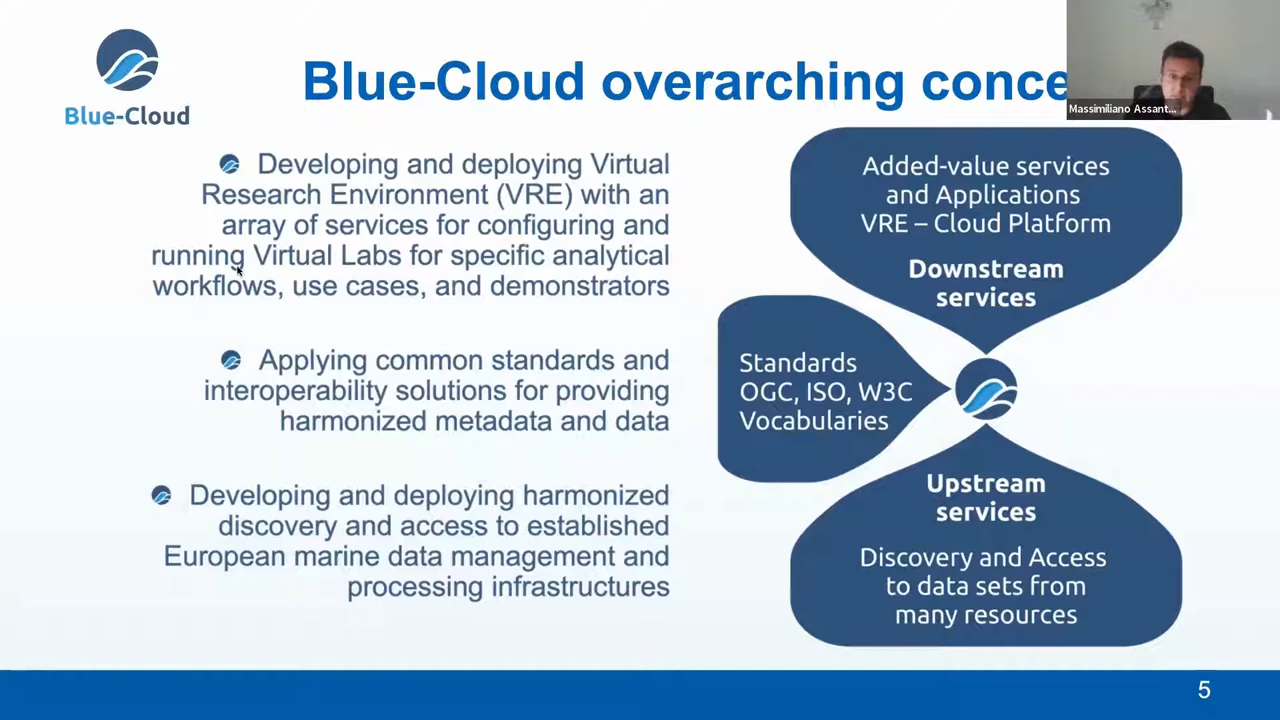 Blue-Cloud
Blue-Cloud overarching conce
Massimiliano Assant...
Developing and deploying Virtual
Research Environment (VRE) with an
array of services for configuring and
running Virtual Labs for specific analytical
workflows, use cases, and demonstrators
Applying common standards and
interoperability solutions for providing
harmonized metadata and data
Developing and deploying harmonized
discovery and access to established
European marine data management and
processing infrastructures
Added-value services
and Applications
VRE – Cloud Platform
Downstream
services
Standards
OGC, ISO, W3C
Vocabularies
Upstream
services
Discovery and Access
to data sets from
many resources
5